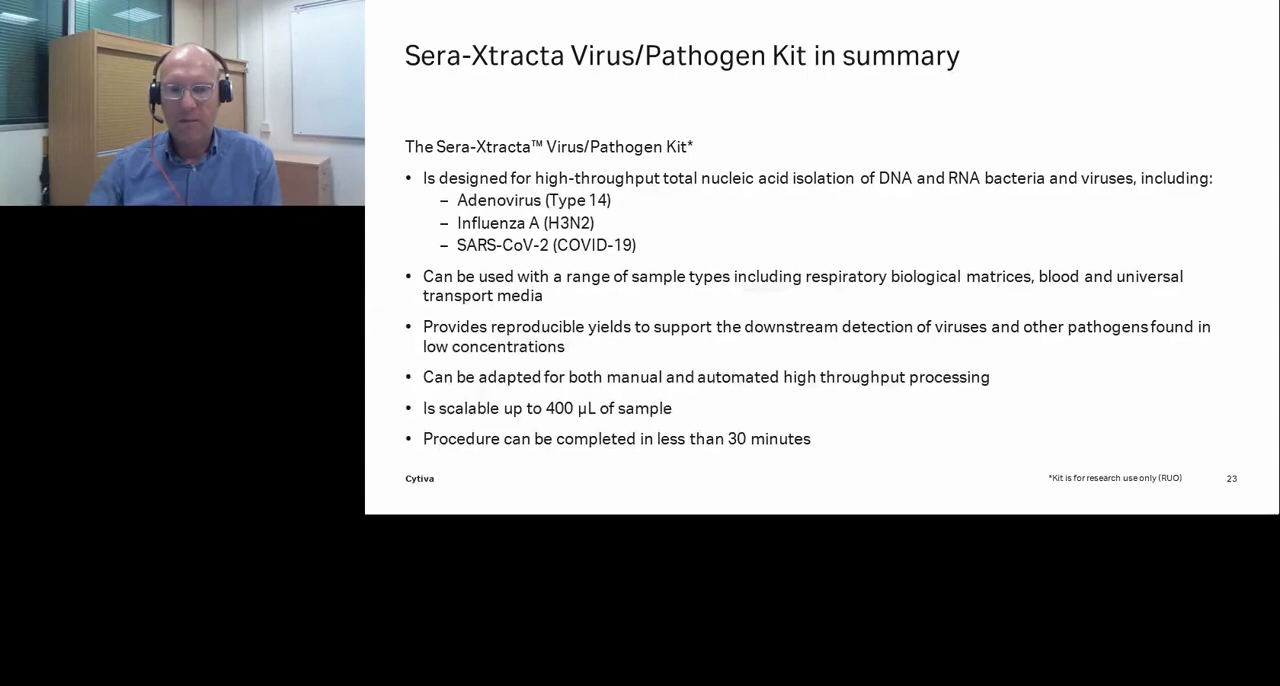 Sera-Xtracta Virus/Pathogen Kit in summary
The Sera-Xtracta™ Virus/Pathogen Kit*
• Is designed for high-throughput total nucleic acid isolation of DNA and RNA bacteria and viruses, including:
– Adenovirus (Type 14)
– Influenza A (H3N2)
– SARS-CoV-2 (COVID-19)
• Can be used with a range of sample types including respiratory biological matrices, blood and universal
transport media
• Provides reproducible yields to support the downstream detection of viruses and other pathogens found in
low concentrations
• Can be adapted for both manual and automated high throughput processing
• Is scalable up to 400 µL of sample
• Procedure can be completed in less than 30 minutes
Cytiva
*Kit is for research use only (RUO)
23